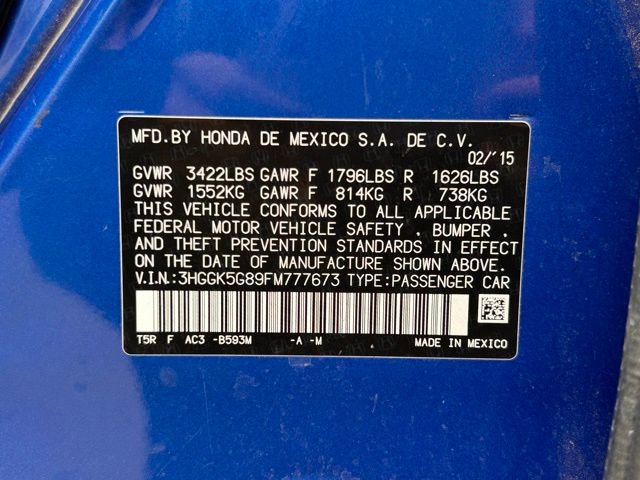 MFD.BY HONDA DE MEXICO S.A. DE C.V.
02/'15
GVWR 3422LBS GAWR F 1796LBS R 1626LBS
GVWR 1552KG GAWR F 814KG R 738KG
THIS VEHICLE CONFORMS TO ALL APPLICABLE
FEDERAL MOTOR VEHICLE SAFETY . BUMPER .
AND THEFT PREVENTION STANDARDS IN EFFECT
ON THE DATE OF MANUFACTURE SHOWN ABOVE.
V.I.N.:3HGGK5G89FM777673 TYPE:PASSENGER CAR
T5R F AC3 -B593M -A -M MADE IN MEXICO